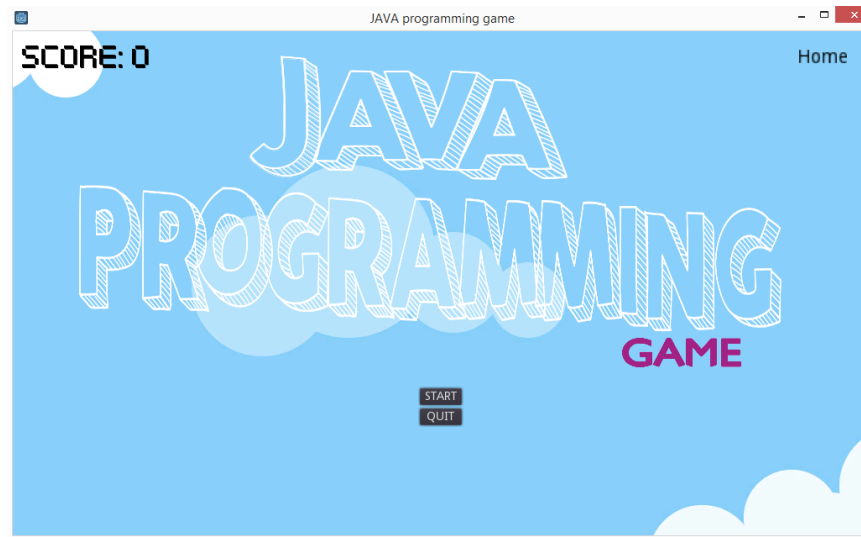 JAVA programming game
SCORE: 0
Home
JAVA
PROGRAMMING
GAME
START
QUIT